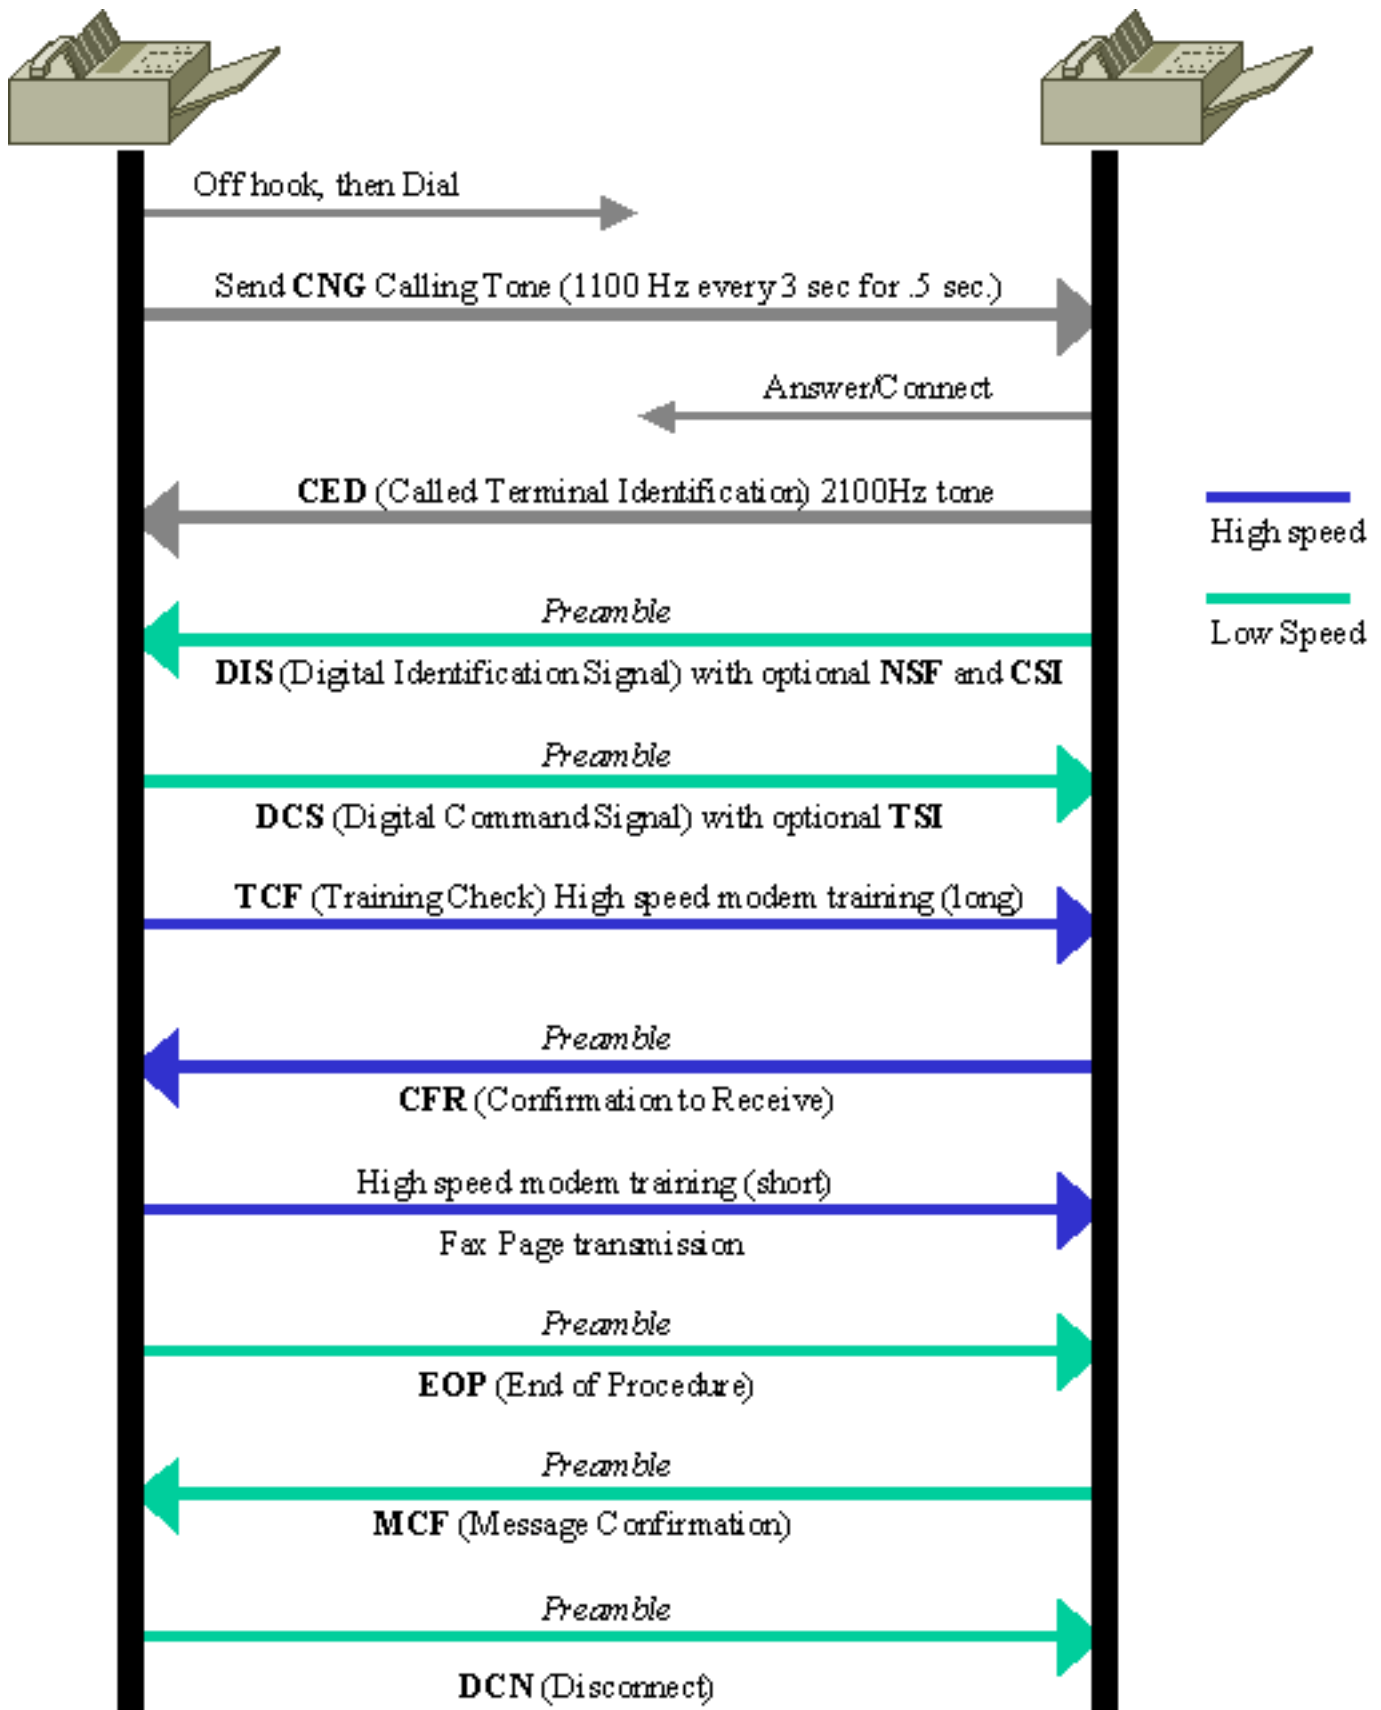 Off hook, then Dial
Send CNG Calling Tone (1100 Hz every 3 sec for .5 sec.)
Answer/Connect
CED (Called Terminal Identification) 2100Hz tone
High speed
Low Speed
Preamble
DIS (Digital Identification Signal) with optional NSF and CSI
Preamble
DCS (Digital Command Signal) with optional TSI
TCF (Training Check) High speed modem training (long)
Preamble
CFR (Confirmation to Receive)
High speed modem training (short)
Fax Page transmission
Preamble
EOP (End of Procedure)
Preamble
MCF (Message Confirmation)
Preamble
DCN (Disconnect)